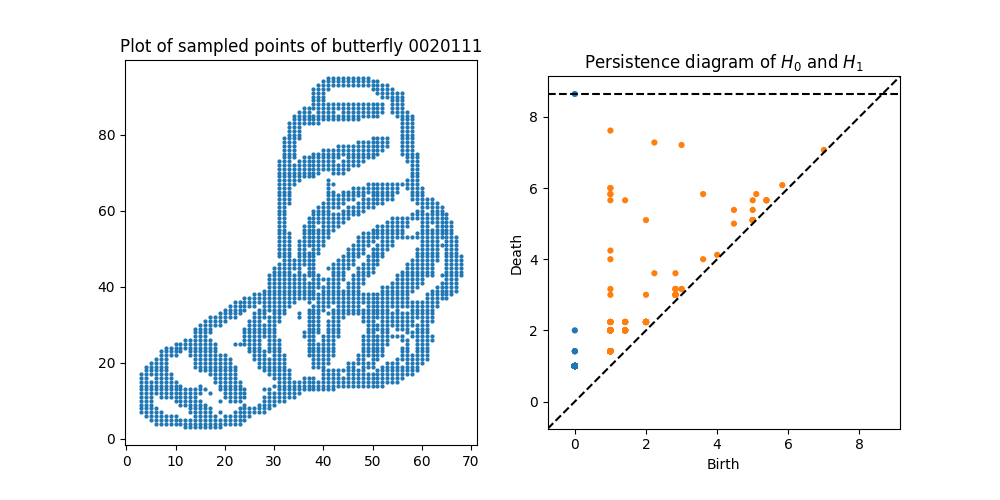 Plot of sampled points of butterfly 0020111
80
60
40
20
0
0 10 20 30 40 50 60 70
Persistence diagram of H₀ and H₁
Death
8
6
4
2
0
0 2 4 6 8
Birth